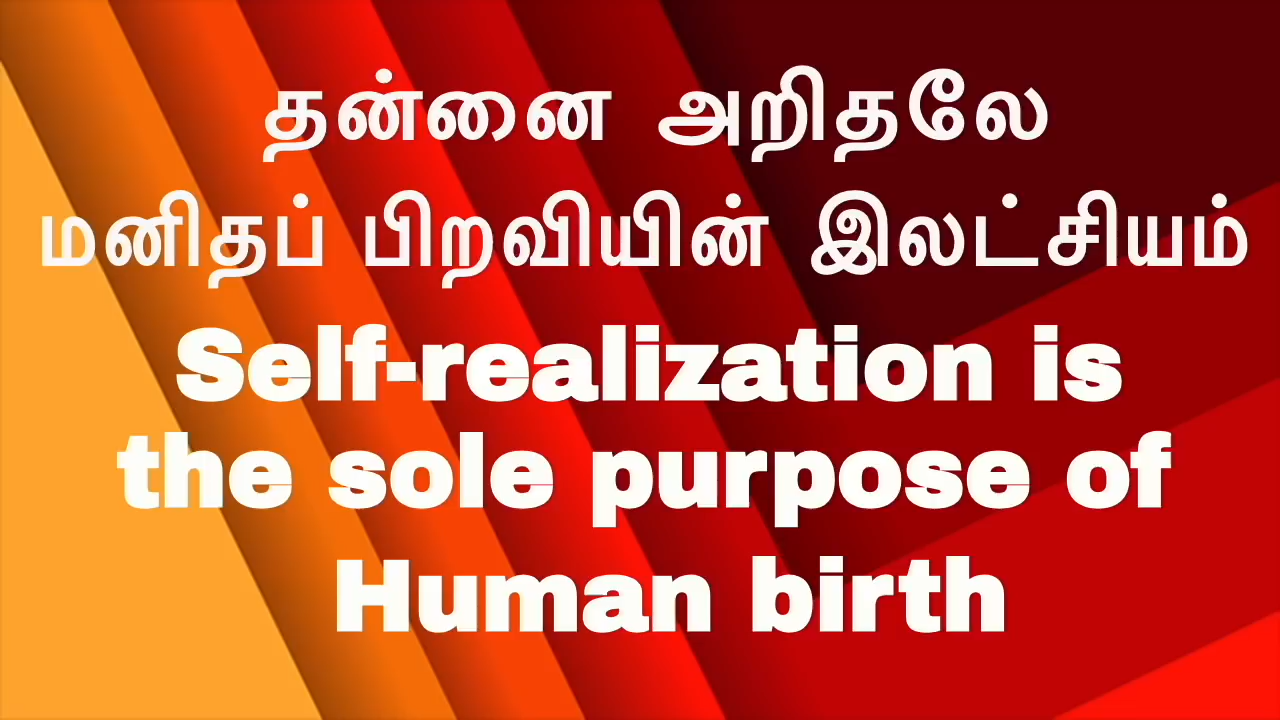 தன்னை அறிதலே
மனிதப் பிறவியின் இலட்சியம்
Self-realization is
the sole purpose of
Human birth